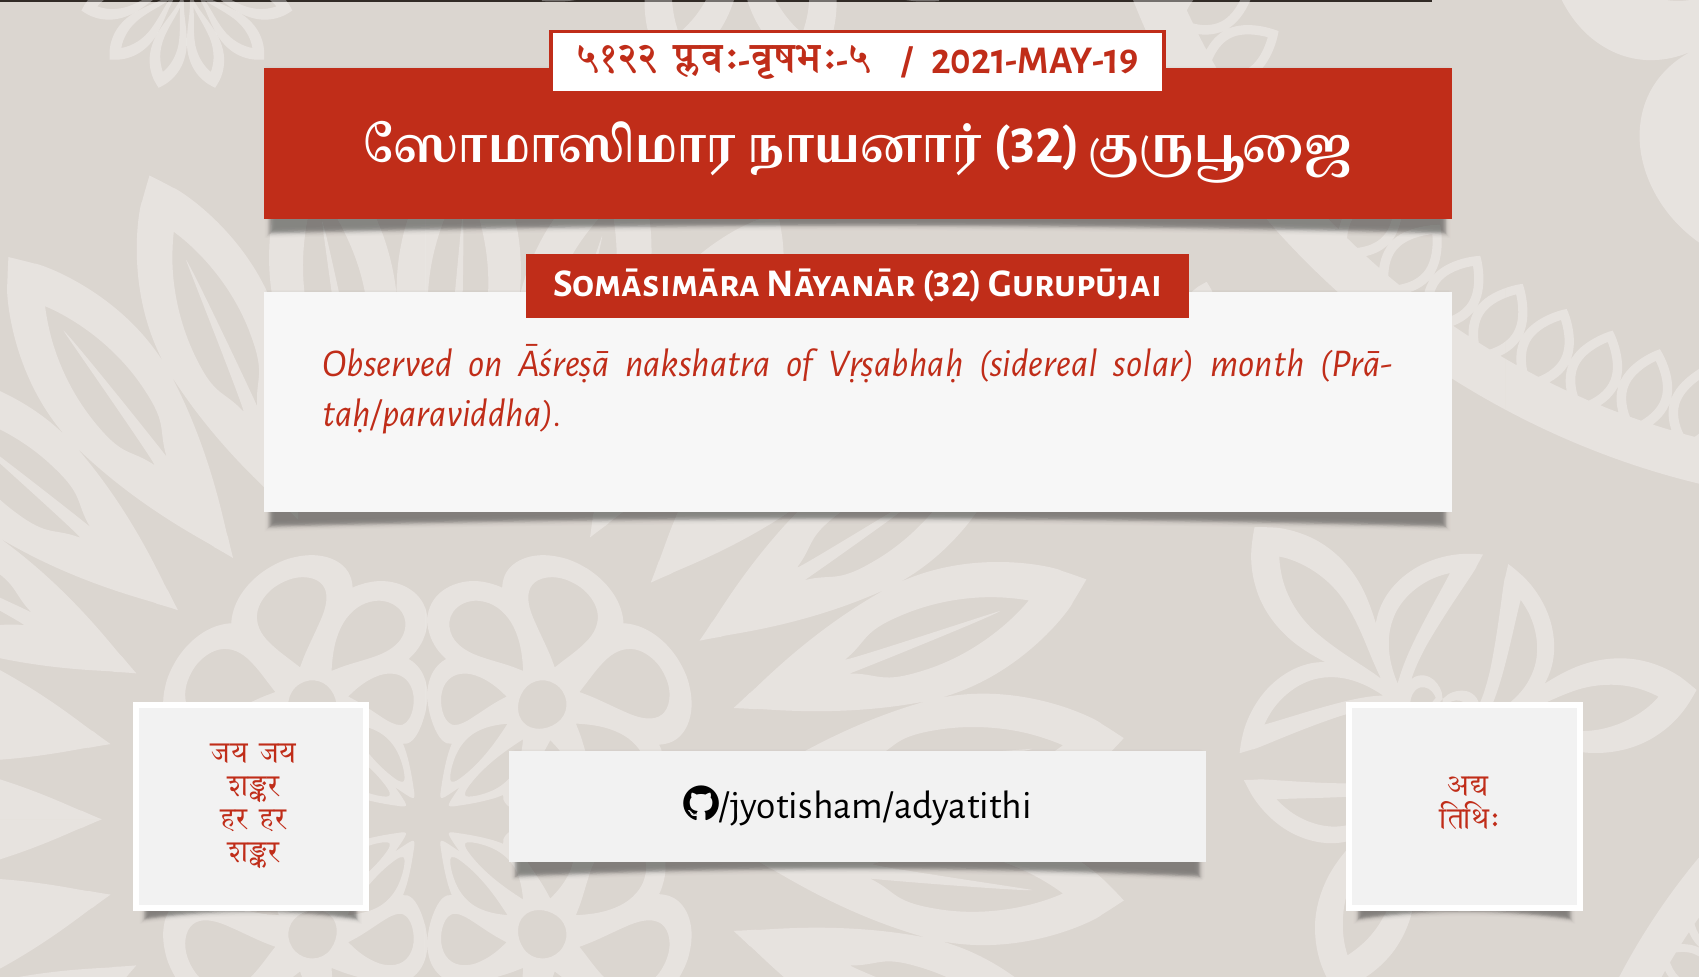 ५१२२ प्लवः-वृषभः-५ / 2021-MAY-19
ஸோமாஸிமார நாயனார் (32) குருபூஜை
Somāsimāra Nāyanār (32) Gurupūjai
Observed on Āśreṣā nakshatra of Vṛṣabhaḥ (sidereal solar) month (Prā-
taḥ/paraviddha).
जय जय
शङ्कर
हर हर
शङ्कर
/jyotisham/adyatithi
अद्य
तिथिः